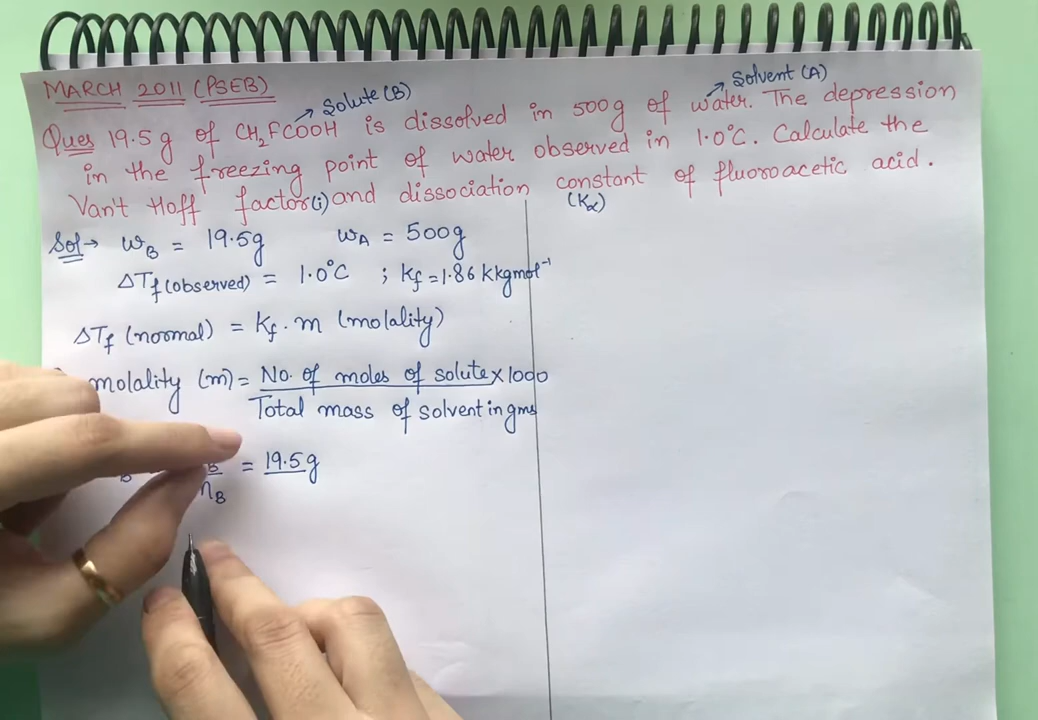 MARCH 2011 (PSEB)
→ Solute (B)
→ Solvent (A)
Ques 19.5 g of CH₂FCOOH is dissolved in 500g of water. The depression
in the freezing point of water observed in 1.0°C. Calculate the
Van't Hoff factor(i) and dissociation constant of fluoroacetic acid.
(Kα)
Sol→ WB = 19.5g WA = 500g
ΔTf (observed) = 1.0°C ; Kf = 1.86 K kg mol⁻¹
ΔTf (normal) = Kf . m (molality)
molality (m) = No. of moles of solute × 1000
Total mass of solvent in gms
B = 19.5g
B